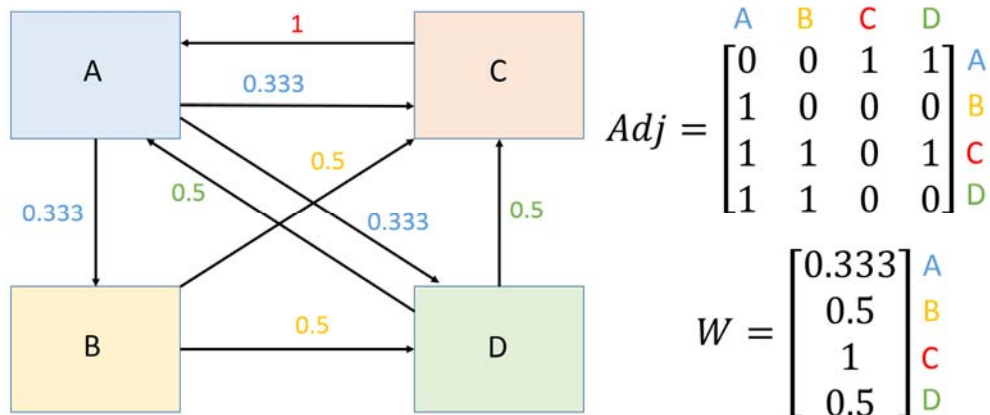 1
A
C
0.333
0.5
0.5
0.333
0.333
0.5
B
0.5
D
A B C D
Adj = [0 0 1 1] A
[1 0 0 0] B
[1 1 0 1] C
[1 1 0 0] D
W = [0.333] A
[0.5] B
[1] C
[0.5] D